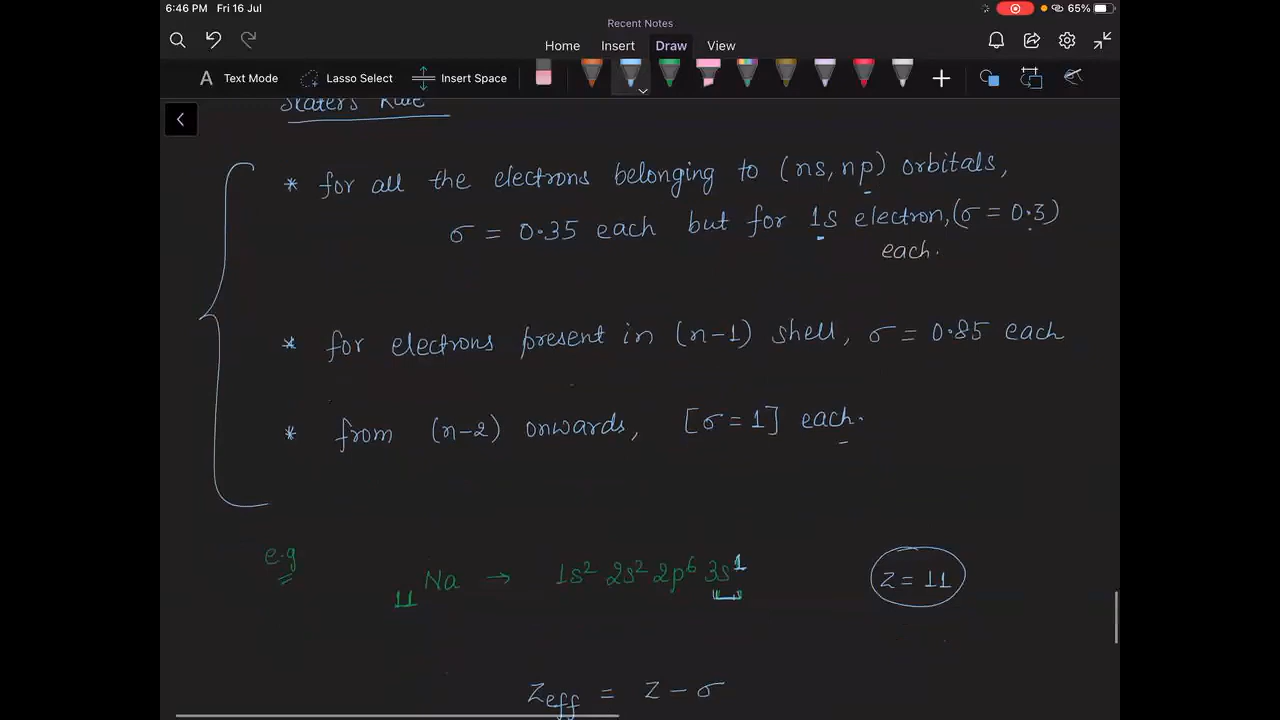 6:46 PM Fri 16 Jul
65%
Recent Notes
Home Insert Draw View
A Text Mode Lasso Select Insert Space
Slater's Rule
* for all the electrons belonging to (ns, np) orbitals,
σ = 0.35 each but for 1s electron, (σ = 0.3)
each.
* for electrons present in (n-1) shell, σ = 0.85 each
* from (n-2) onwards, [σ = 1] each.
e.g
₁₁Na → 1s² 2s² 2p⁶ 3s¹ Z = 11
Zeff = Z - σ